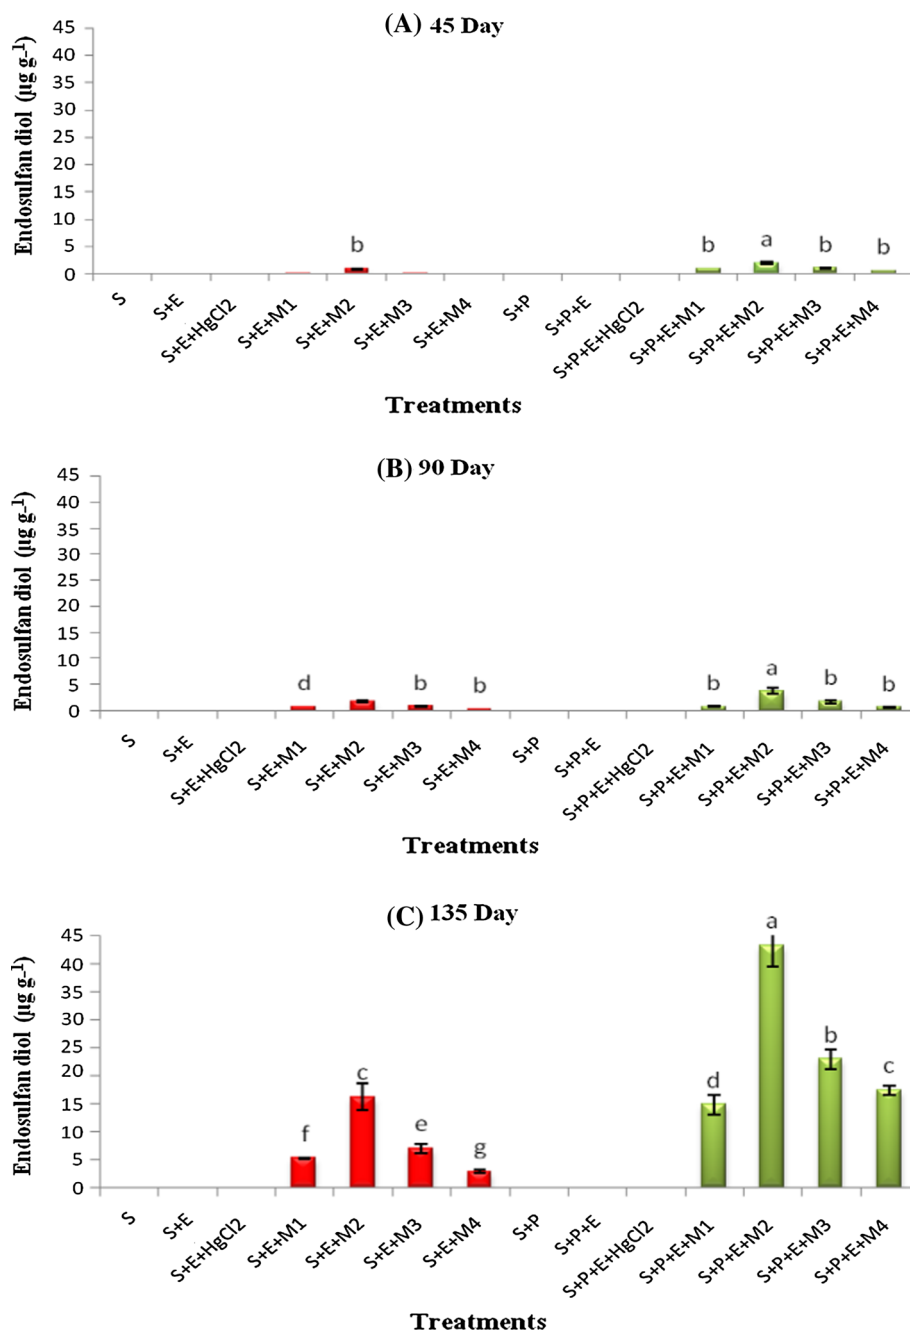 (A) 45 Day
Endosulfan diol (µg g⁻¹)
45
40
35
30
25
20
15
10
5
0
b
b
a
b
b
S
S+E
S+E+HgCl2
S+E+M1
S+E+M2
S+E+M3
S+E+M4
S+P
S+P+E
S+P+E+HgCl2
S+P+E+M1
S+P+E+M2
S+P+E+M3
S+P+E+M4
Treatments
(B) 90 Day
Endosulfan diol (µg g⁻¹)
45
40
35
30
25
20
15
10
5
0
d
b
b
b
a
b
b
S
S+E
S+E+HgCl2
S+E+M1
S+E+M2
S+E+M3
S+E+M4
S+P
S+P+E
S+P+E+HgCl2
S+P+E+M1
S+P+E+M2
S+P+E+M3
S+P+E+M4
Treatments
(C) 135 Day
Endosulfan diol (µg g⁻¹)
45
40
35
30
25
20
15
10
5
0
f
c
e
g
d
a
b
c
S
S+E
S+E+HgCl2
S+E+M1
S+E+M2
S+E+M3
S+E+M4
S+P
S+P+E
S+P+E+HgCl2
S+P+E+M1
S+P+E+M2
S+P+E+M3
S+P+E+M4
Treatments